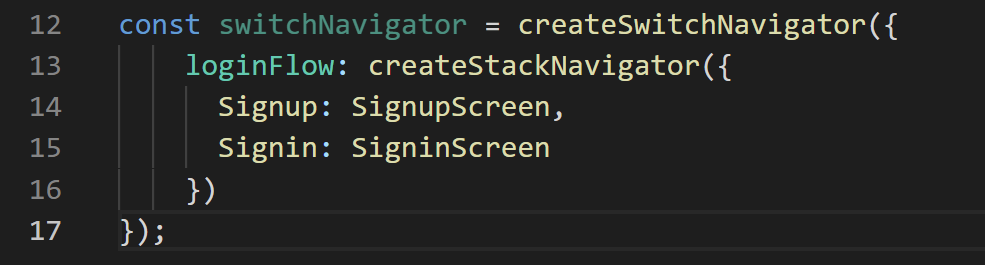 12 const switchNavigator = createSwitchNavigator({
13 loginFlow: createStackNavigator({
14 Signup: SignupScreen,
15 Signin: SigninScreen
16 })
17 });